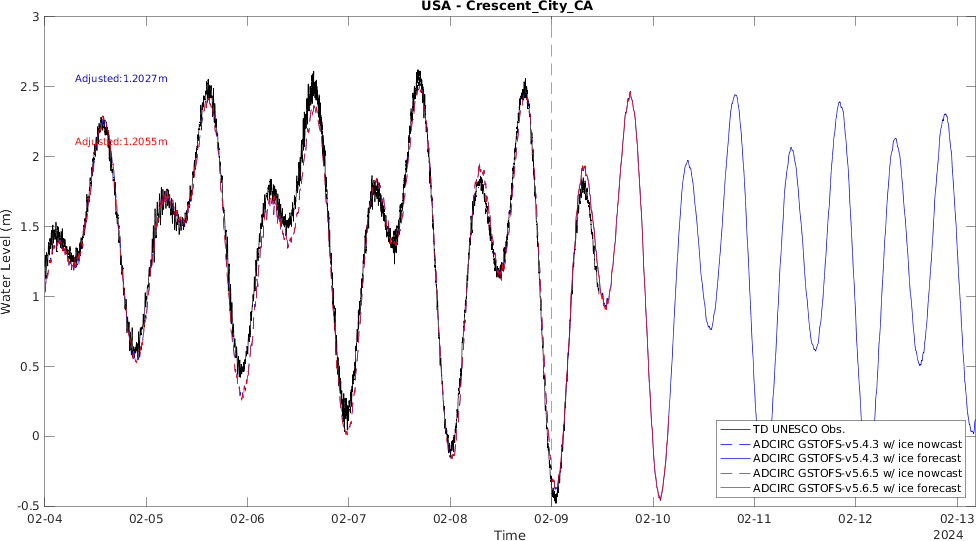 USA - Crescent_City_CA
3
2.5
2
1.5
1
0.5
0
-0.5
Water Level (m)
Adjusted:1.2027m
Adjusted:1.2055m
TD UNESCO Obs.
ADCIRC GSTOFS-v5.4.3 w/ ice nowcast
ADCIRC GSTOFS-v5.4.3 w/ ice forecast
ADCIRC GSTOFS-v5.6.5 w/ ice nowcast
ADCIRC GSTOFS-v5.6.5 w/ ice forecast
02-04 02-05 02-06 02-07 02-08 02-09 02-10 02-11 02-12 02-13
Time
2024